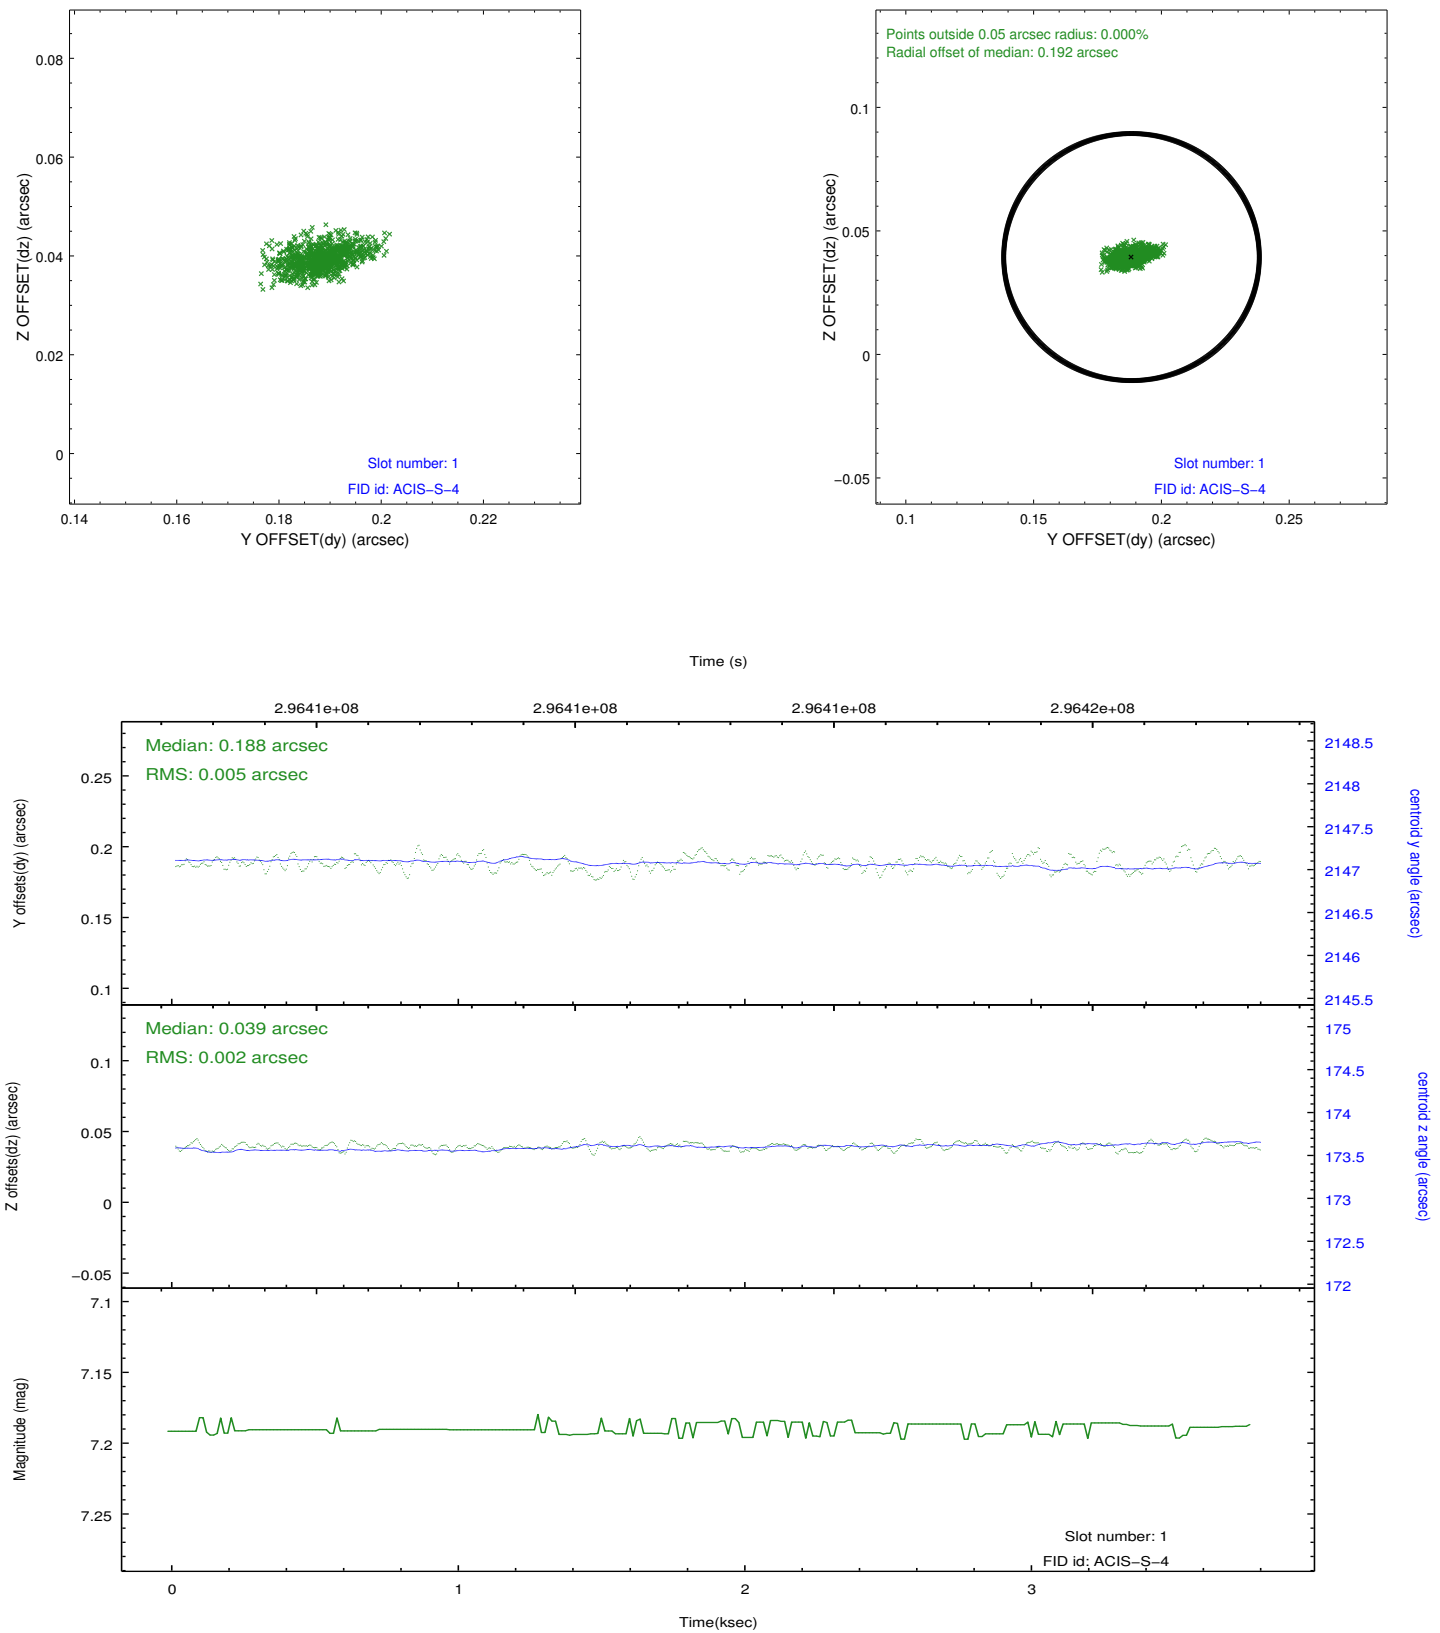 0.08
0.06
0.04
0.02
0
Z OFFSET(dz) (arcsec)
Slot number: 1
FID id: ACIS−S−4
0.14 0.16 0.18 0.2 0.22
Y OFFSET(dy) (arcsec)
Points outside 0.05 arcsec radius: 0.000%
Radial offset of median: 0.192 arcsec
0.1
0.05
0
−0.05
Z OFFSET(dz) (arcsec)
Slot number: 1
FID id: ACIS−S−4
0.1 0.15 0.2 0.25
Y OFFSET(dy) (arcsec)
Time (s)
2.9641e+08 2.9641e+08 2.9641e+08 2.9642e+08
Median: 0.188 arcsec
RMS: 0.005 arcsec
0.25
0.2
0.15
0.1
Y offsets(dy) (arcsec)
2148.5
2148
2147.5
2147
2146.5
2146
2145.5
centroid y angle (arcsec)
Median: 0.039 arcsec
RMS: 0.002 arcsec
0.1
0.05
0
−0.05
Z offsets(dz) (arcsec)
175
174.5
174
173.5
173
172.5
172
centroid z angle (arcsec)
7.1
7.15
7.2
7.25
Magnitude (mag)
Slot number: 1
FID id: ACIS−S−4
0 1 2 3
Time(ksec)